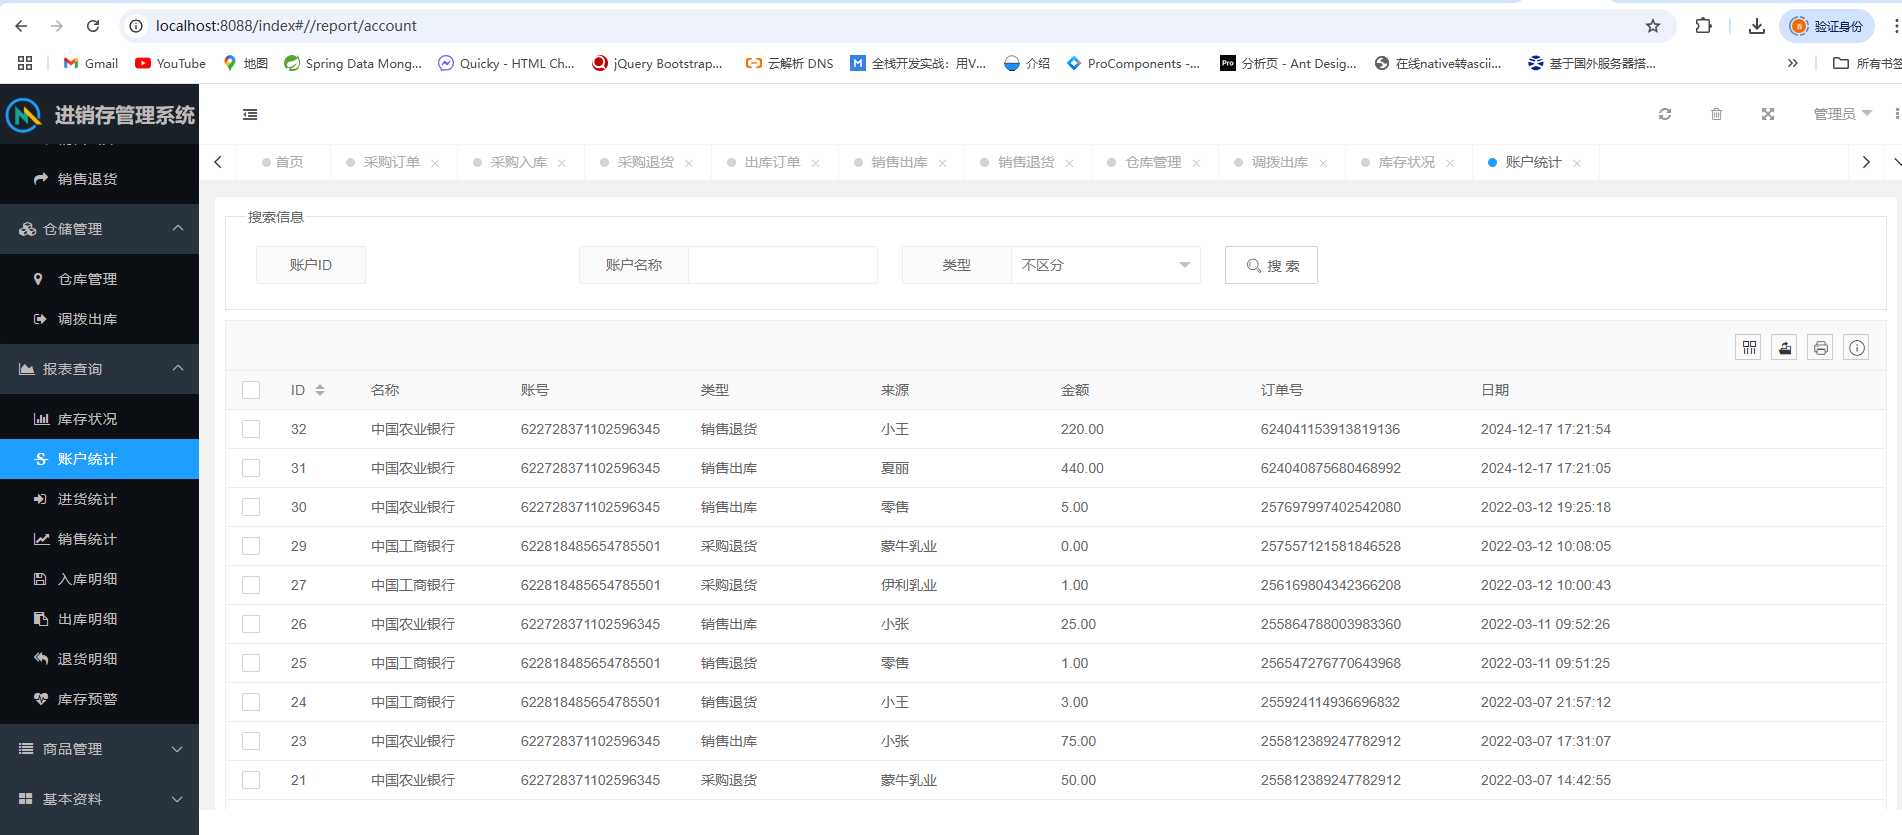 localhost:8088/index#//report/account
验证身份
Gmail
YouTube
地图
Spring Data Mong...
Quicky - HTML Ch...
jQuery Bootstrap...
云解析 DNS
全栈开发实战：用V...
介绍
ProComponents -...
分析页 - Ant Desig...
在线native转ascii...
基于国外服务器搭...
»
所有书签
进销存管理系统
管理员
首页
采购订单
采购入库
采购退货
出库订单
销售出库
销售退货
仓库管理
调拨出库
库存状况
账户统计
销售退货
仓储管理
仓库管理
调拨出库
报表查询
库存状况
账户统计
进货统计
销售统计
入库明细
出库明细
退货明细
库存预警
商品管理
基本资料
搜索信息
账户ID
账户名称
类型
不区分
搜 索
ID 名称 账号 类型 来源 金额 订单号 日期
32 中国农业银行 622728371102596345 销售退货 小王 220.00 624041153913819136 2024-12-17 17:21:54
31 中国农业银行 622728371102596345 销售出库 夏丽 440.00 624040875680468992 2024-12-17 17:21:05
30 中国农业银行 622728371102596345 销售出库 零售 5.00 257697997402542080 2022-03-12 19:25:18
29 中国工商银行 622818485654785501 采购退货 蒙牛乳业 0.00 257557121581846528 2022-03-12 10:08:05
27 中国工商银行 622818485654785501 采购退货 伊利乳业 1.00 256169804342366208 2022-03-12 10:00:43
26 中国农业银行 622728371102596345 销售出库 小张 25.00 255864788003983360 2022-03-11 09:52:26
25 中国工商银行 622818485654785501 销售退货 零售 1.00 256547276770643968 2022-03-11 09:51:25
24 中国工商银行 622818485654785501 销售退货 小王 3.00 255924114936696832 2022-03-07 21:57:12
23 中国农业银行 622728371102596345 销售出库 小张 75.00 255812389247782912 2022-03-07 17:31:07
21 中国农业银行 622728371102596345 采购退货 蒙牛乳业 50.00 255812389247782912 2022-03-07 14:42:55